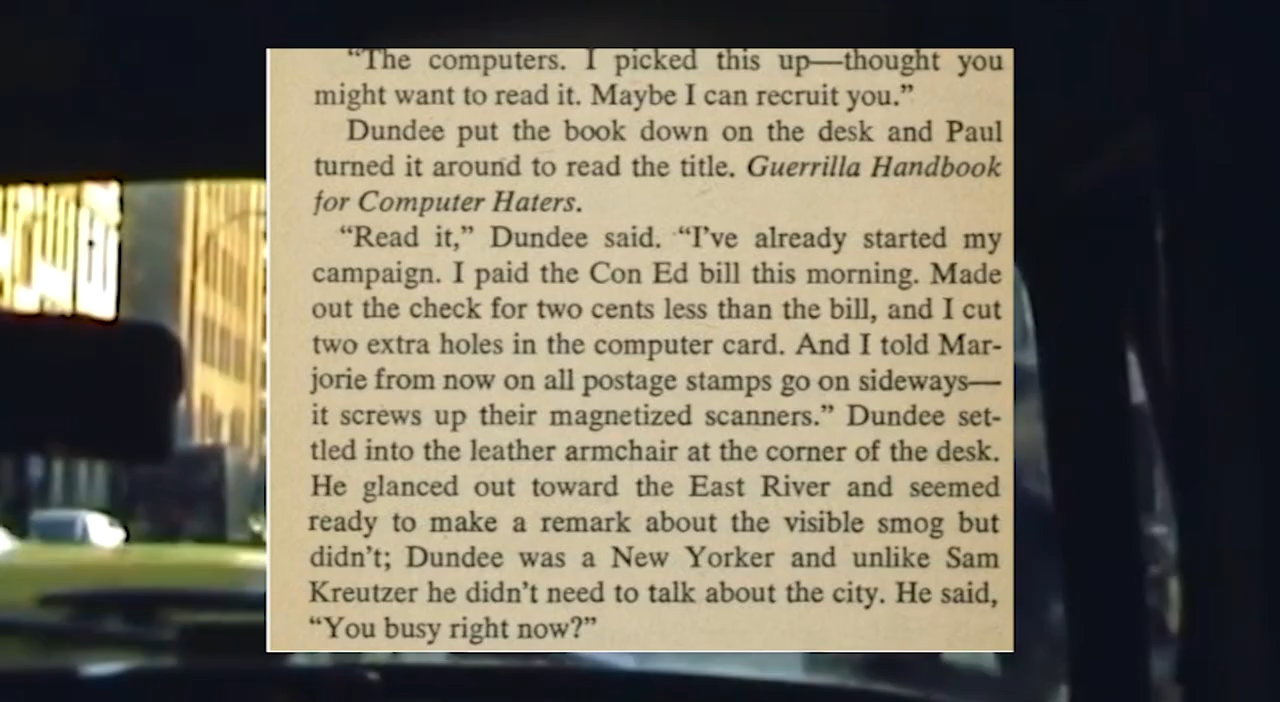 “The computers. I picked this up—thought you
might want to read it. Maybe I can recruit you.”
Dundee put the book down on the desk and Paul
turned it around to read the title. Guerrilla Handbook
for Computer Haters.
“Read it,” Dundee said. “I’ve already started my
campaign. I paid the Con Ed bill this morning. Made
out the check for two cents less than the bill, and I cut
two extra holes in the computer card. And I told Mar-
jorie from now on all postage stamps go on sideways—
it screws up their magnetized scanners.” Dundee set-
tled into the leather armchair at the corner of the desk.
He glanced out toward the East River and seemed
ready to make a remark about the visible smog but
didn’t; Dundee was a New Yorker and unlike Sam
Kreutzer he didn’t need to talk about the city. He said,
“You busy right now?”